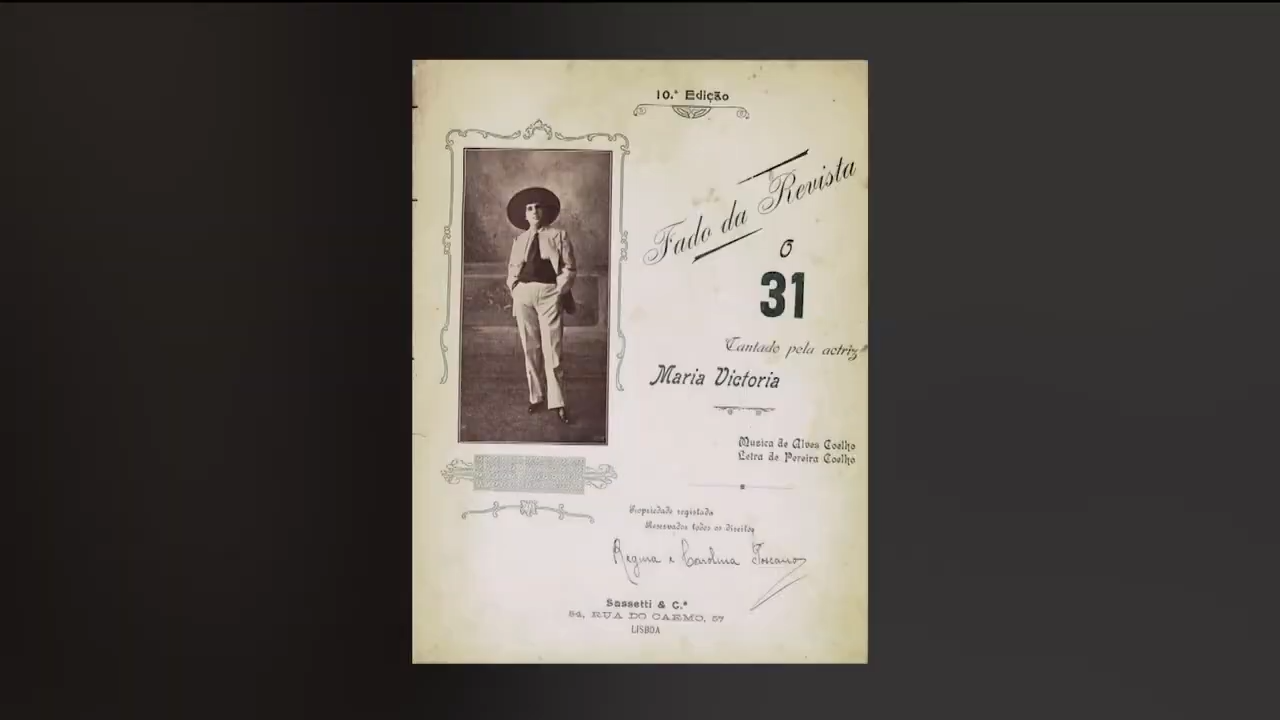 10.ª Edição
Fado da Revista
O
31
Cantado pela actriz
Maria Victoria
Musica de Alves Coelho
Letra de Pereira Coelho
Propriedade registada
Reservados todos os direitos
Regina e Carolina Toscano
Sassetti & C.ª
54, RUA DO CARMO, 57
LISBOA